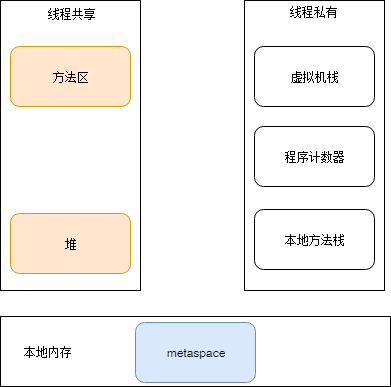 线程共享
方法区
堆
线程私有
虚拟机栈
程序计数器
本地方法栈
本地内存
metaspace